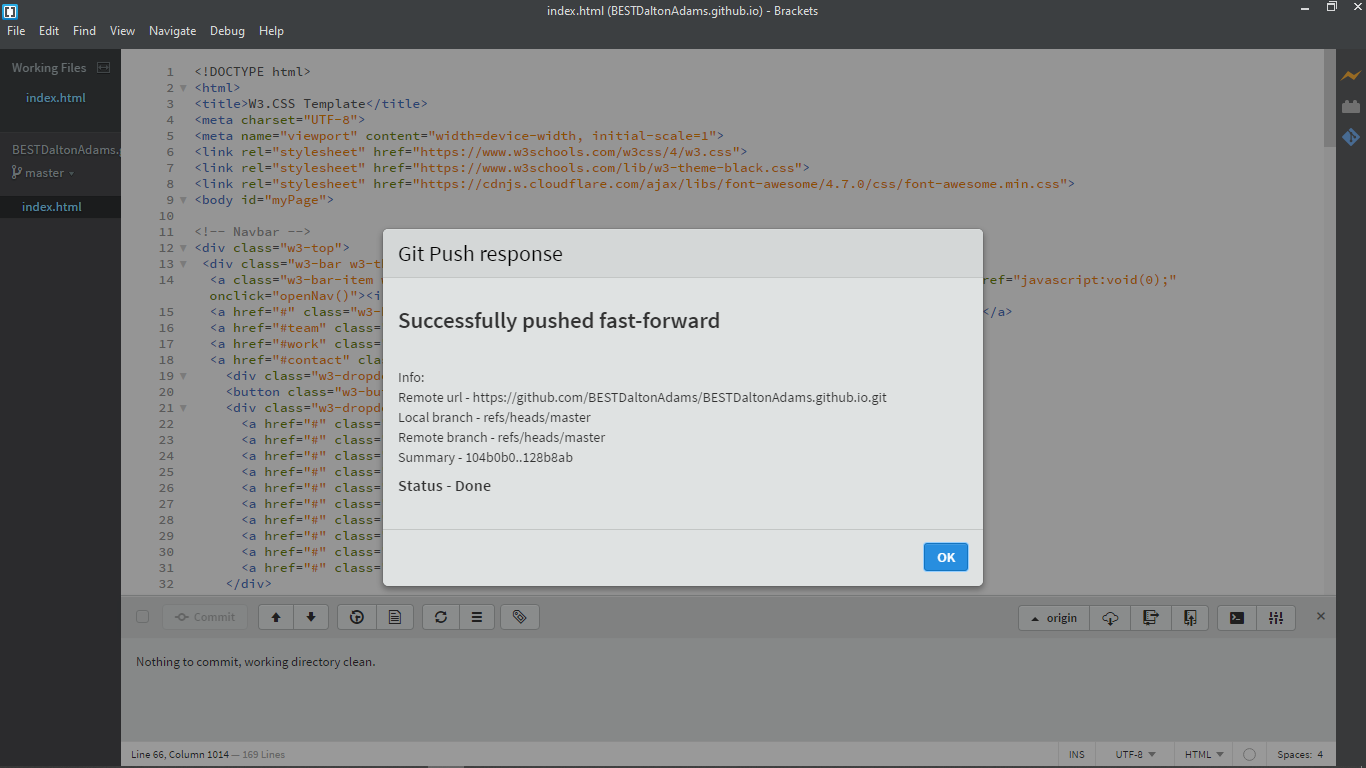 index.html (BESTDaltonAdams.github.io) - Brackets
File Edit Find View Navigate Debug Help
Working Files
index.html
BESTDaltonAdams.g
master
index.html
1 <!DOCTYPE html>
2 <html>
3 <title>W3.CSS Template</title>
4 <meta charset="UTF-8">
5 <meta name="viewport" content="width=device-width, initial-scale=1">
6 <link rel="stylesheet" href="https://www.w3schools.com/w3css/4/w3.css">
7 <link rel="stylesheet" href="https://www.w3schools.com/lib/w3-theme-black.css">
8 <link rel="stylesheet" href="https://cdnjs.cloudflare.com/ajax/libs/font-awesome/4.7.0/css/font-awesome.min.css">
9 <body id="myPage">
10
11 <!-- Navbar -->
12 <div class="w3-top">
13 <div class="w3-bar w3-th
14 <a class="w3-bar-item ref="javascript:void(0);"
onclick="openNav()"><i
15 <a href="#" class="w3- </a>
16 <a href="#team" class=
17 <a href="#work" class=
18 <a href="#contact" cla
19 <div class="w3-dropd
20 <button class="w3-bu
21 <div class="w3-dropd
22 <a href="#" class=
23 <a href="#" class=
24 <a href="#" class=
25 <a href="#" class=
26 <a href="#" class=
27 <a href="#" class=
28 <a href="#" class=
29 <a href="#" class=
30 <a href="#" class=
31 <a href="#" class=
32 </div>
Git Push response
Successfully pushed fast-forward
Info:
Remote url - https://github.com/BESTDaltonAdams/BESTDaltonAdams.github.io.git
Local branch - refs/heads/master
Remote branch - refs/heads/master
Summary - 104b0b0..128b8ab
Status - Done
OK
Commit origin
Nothing to commit, working directory clean.
Line 66, Column 1014 — 169 Lines INS UTF-8 HTML Spaces: 4